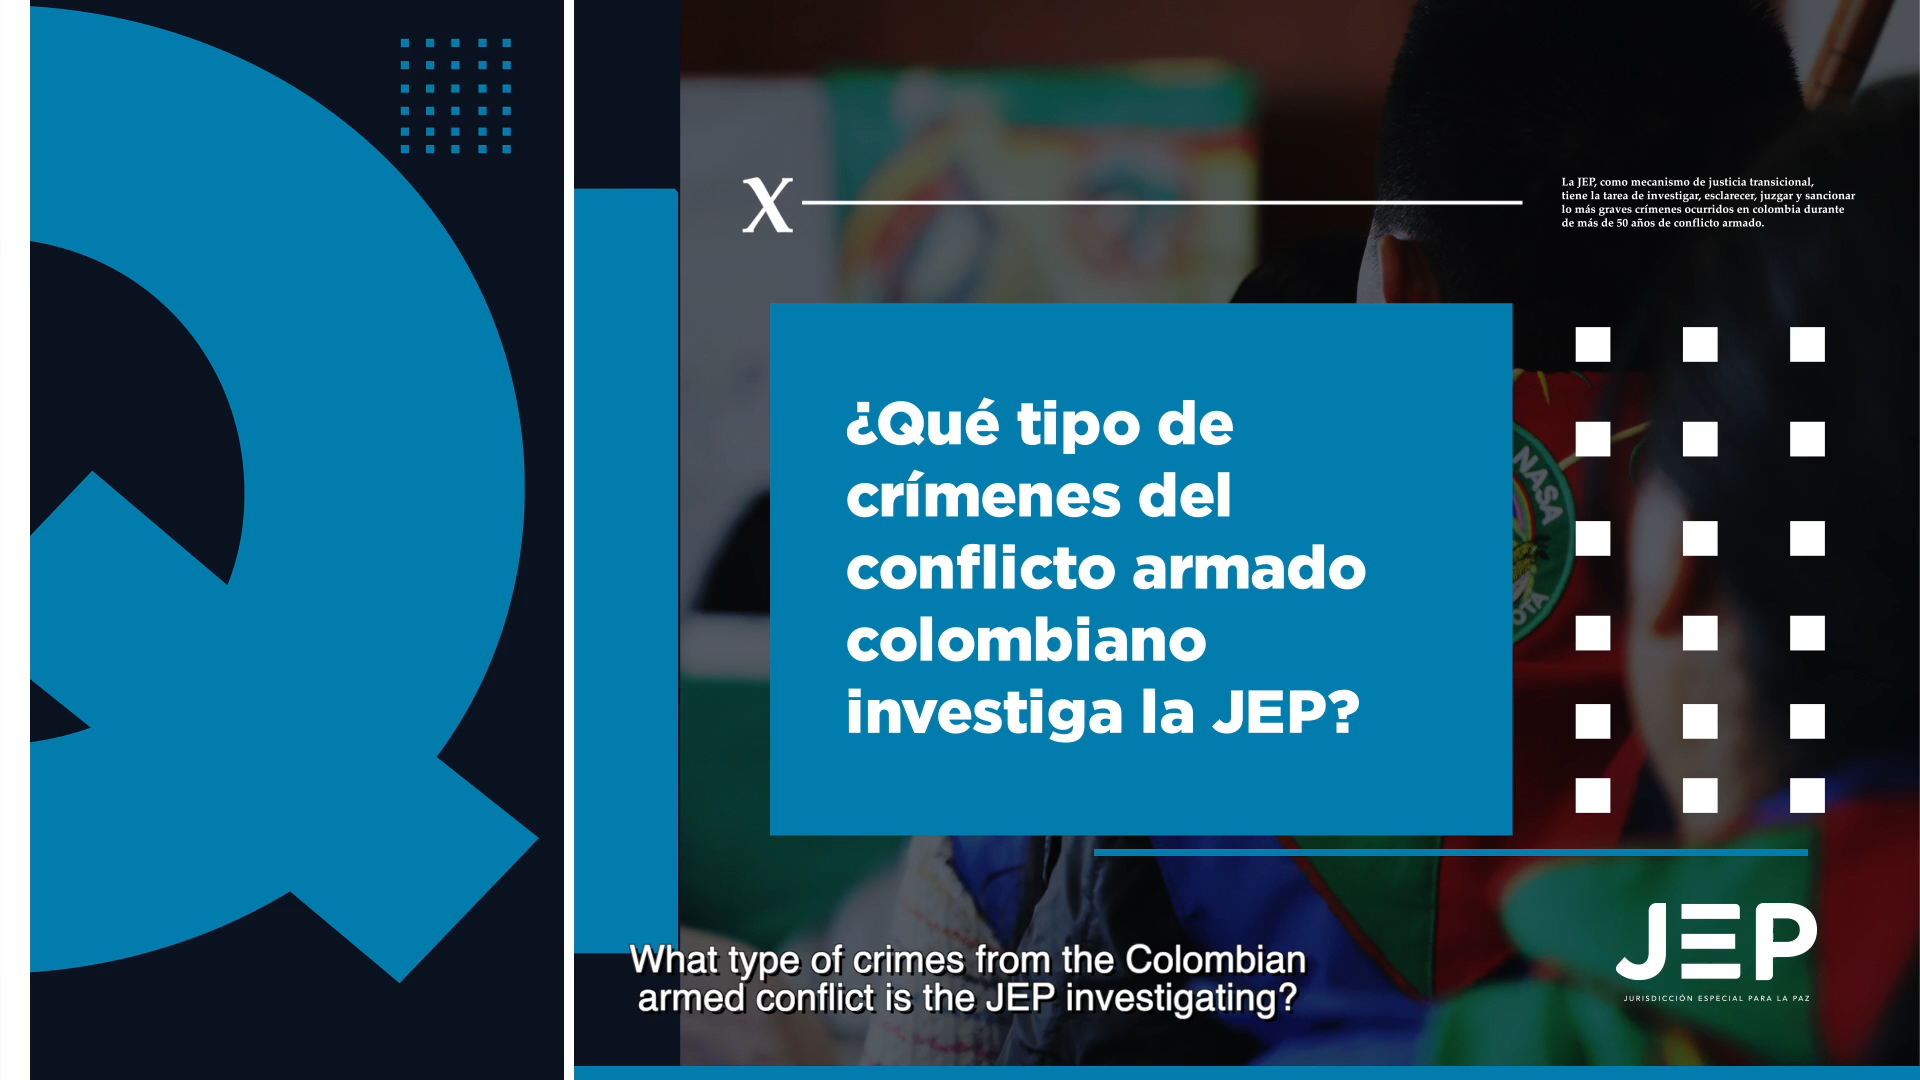 Q
X
La JEP, como mecanismo de justicia transicional,
tiene la tarea de investigar, esclarecer, juzgar y sancionar
lo más graves crímenes ocurridos en colombia durante
de más de 50 años de conflicto armado.
¿Qué tipo de
crímenes del
conflicto armado
colombiano
investiga la JEP?
NASA
OTA
JEP
JURISDICCIÓN ESPECIAL PARA LA PAZ
What type of crimes from the Colombian
armed conflict is the JEP investigating?